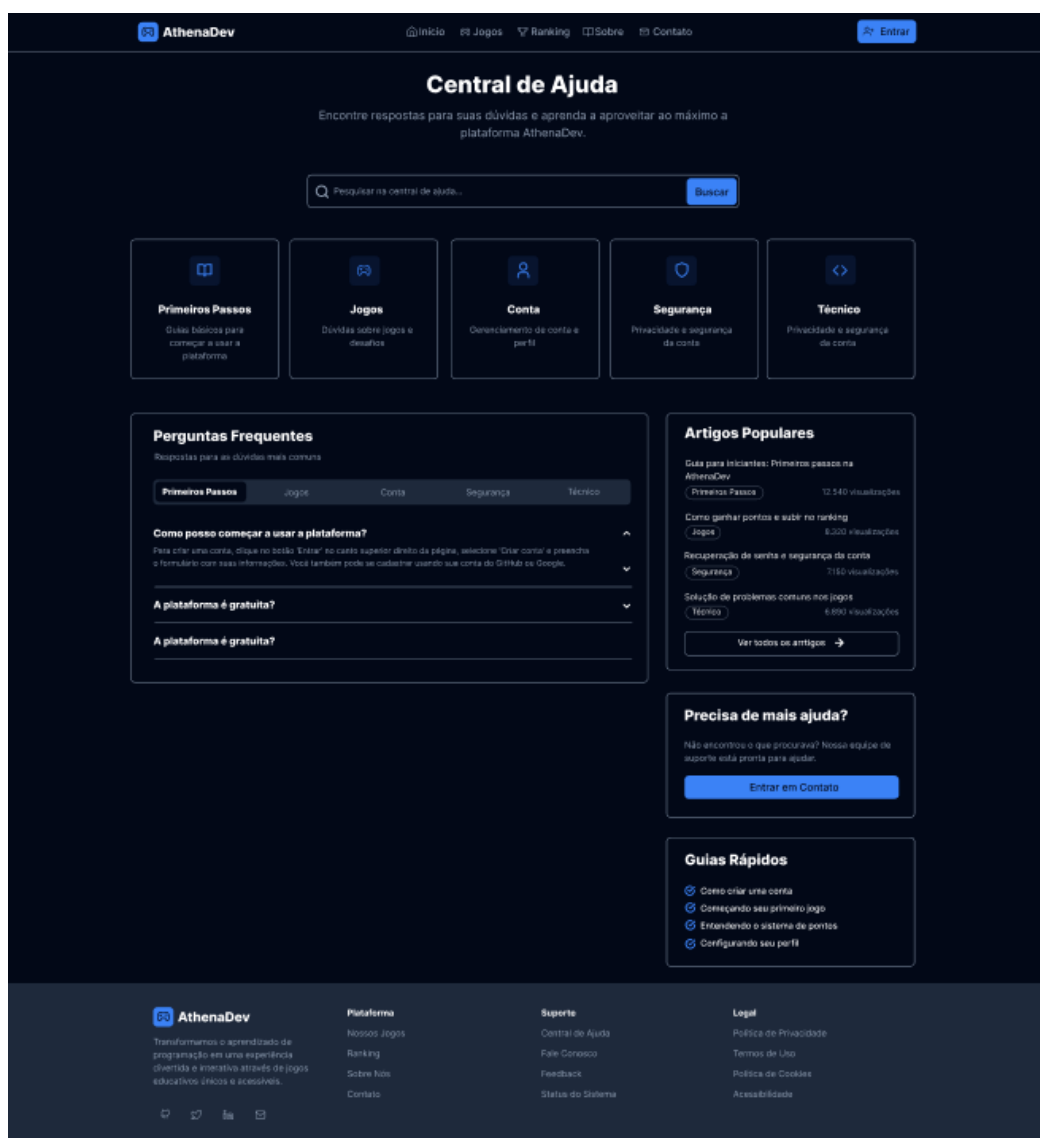 AthenaDev
Início
Jogos
Ranking
Sobre
Contato
Entrar
Central de Ajuda
Encontre respostas para suas dúvidas e aprenda a aproveitar ao máximo a
plataforma AthenaDev.
Pesquisar na central de ajuda...
Buscar
Primeiros Passos
Guias básicos para
começar a usar a
plataforma
Jogos
Dúvidas sobre jogos e
desafios
Conta
Gerenciamento de conta e
perfil
Segurança
Privacidade e segurança
da conta
Técnico
Privacidade e segurança
da conta
Perguntas Frequentes
Respostas para as dúvidas mais comuns
Primeiros Passos
Jogos
Conta
Segurança
Técnico
Como posso começar a usar a plataforma?
Para criar uma conta, clique no botão 'Entrar' no canto superior direito da página, selecione 'Criar conta' e preencha
o formulário com suas informações. Você também pode se cadastrar usando sua conta do GitHub ou Google.
A plataforma é gratuita?
A plataforma é gratuita?
Artigos Populares
Guia para iniciantes: Primeiros passos na
AthenaDev
Primeiros Passos
12.540 visualizações
Como ganhar pontos e subir no ranking
Jogos
8.320 visualizações
Recuperação de senha e segurança da conta
Segurança
7.150 visualizações
Solução de problemas comuns nos jogos
Técnico
6.890 visualizações
Ver todos os arrtigos
Precisa de mais ajuda?
Não encontrou o que procurava? Nossa equipe de
suporte está pronta para ajudar.
Entrar em Contato
Guias Rápidos
Como criar uma conta
Começando seu primeiro jogo
Entendendo o sistema de pontos
Configurando seu perfil
AthenaDev
Transformamos o aprendizado de
programação em uma experiência
divertida e interativa através de jogos
educativos únicos e acessíveis.
Plataforma
Nossos Jogos
Ranking
Sobre Nós
Contato
Suporte
Central de Ajuda
Fale Conosco
Feedback
Status do Sistema
Legal
Política de Privacidade
Termos de Uso
Política de Cookies
Acessibilidade